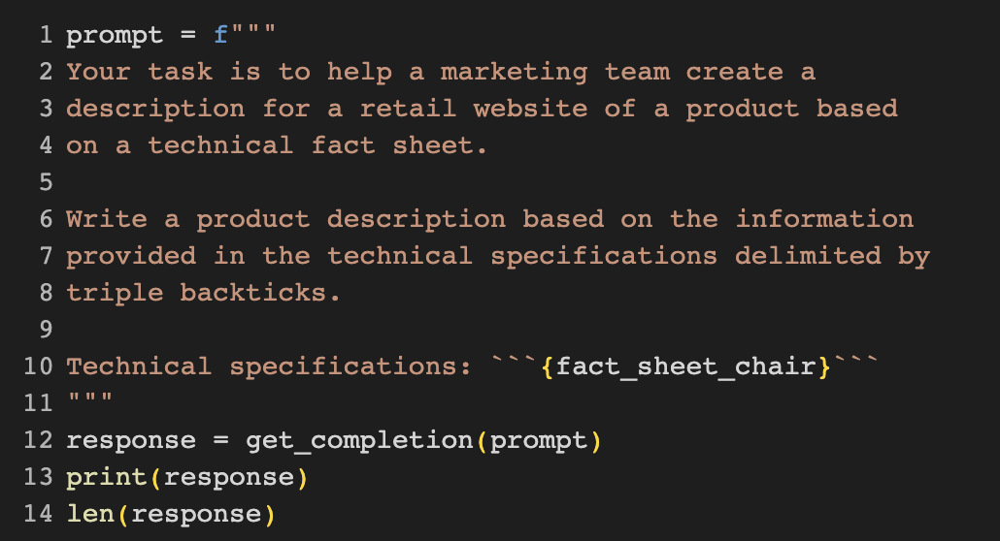 1 prompt = f"""
2 Your task is to help a marketing team create a
3 description for a retail website of a product based
4 on a technical fact sheet.
5
6 Write a product description based on the information
7 provided in the technical specifications delimited by
8 triple backticks.
9
10 Technical specifications: ```{fact_sheet_chair}```
11 """
12 response = get_completion(prompt)
13 print(response)
14 len(response)